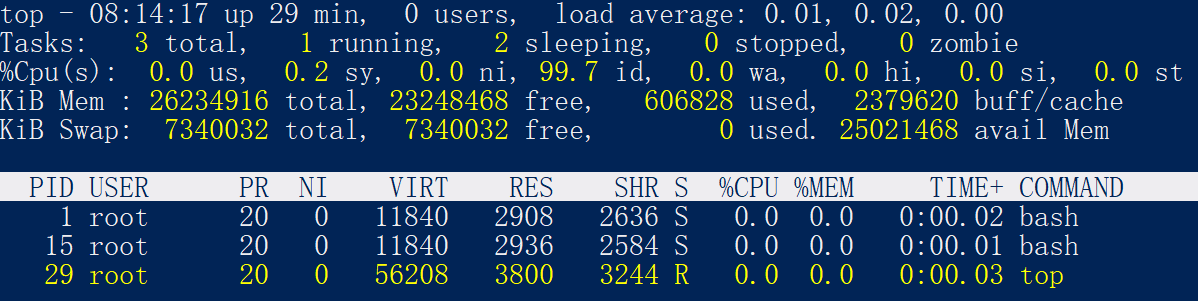 top - 08:14:17 up 29 min,  0 users,  load average: 0.01, 0.02, 0.00
Tasks:   3 total,   1 running,   2 sleeping,   0 stopped,   0 zombie
%Cpu(s):  0.0 us,  0.2 sy,  0.0 ni, 99.7 id,  0.0 wa,  0.0 hi,  0.0 si,  0.0 st
KiB Mem : 26234916 total, 23248468 free,   606828 used,  2379620 buff/cache
KiB Swap:  7340032 total,  7340032 free,        0 used. 25021468 avail Mem
PID USER      PR  NI    VIRT    RES    SHR S  %CPU %MEM     TIME+ COMMAND
1 root      20   0   11840   2908   2636 S   0.0  0.0   0:00.02 bash
15 root      20   0   11840   2936   2584 S   0.0  0.0   0:00.01 bash
29 root      20   0   56208   3800   3244 R   0.0  0.0   0:00.03 top